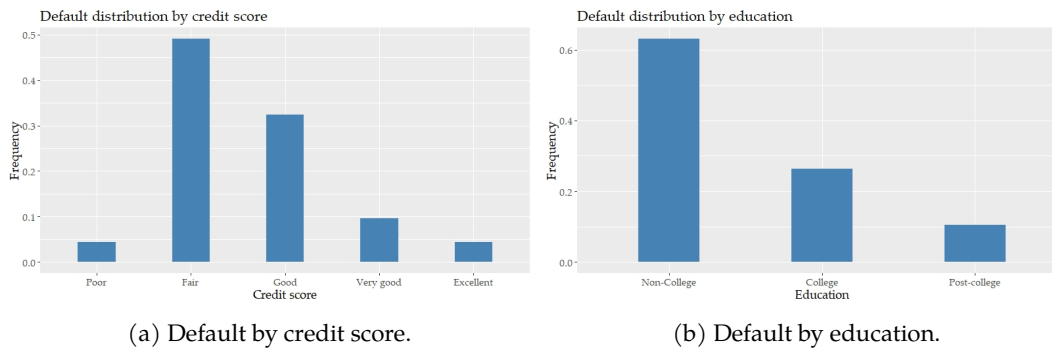 Default distribution by credit score
0.5
0.4
0.3
0.2
0.1
0.0
Frequency
Poor Fair Good Very good Excellent
Credit score
(a) Default by credit score.
Default distribution by education
0.6
0.4
0.2
0.0
Frequency
Non-College College Post-college
Education
(b) Default by education.